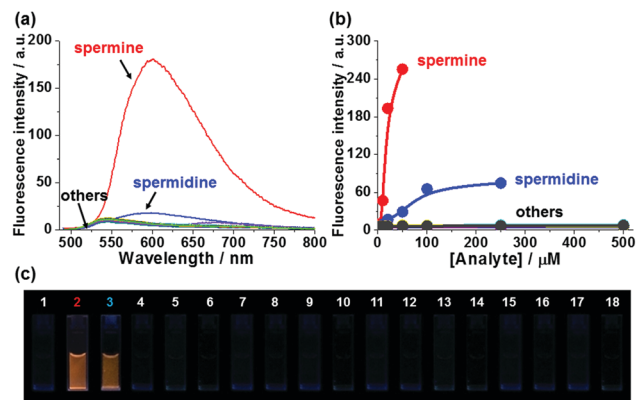 (a)
Fluorescence intensity / a.u.
200
150
100
50
0
spermine
spermidine
others
500 550 600 650 700 750 800
Wavelength / nm
(b)
Fluorescence intensity / a.u.
300
240
180
120
60
0
spermine
spermidine
others
0 100 200 300 400 500
[Analyte] / μM
(c)
1 2 3 4 5 6 7 8 9 10 11 12 13 14 15 16 17 18